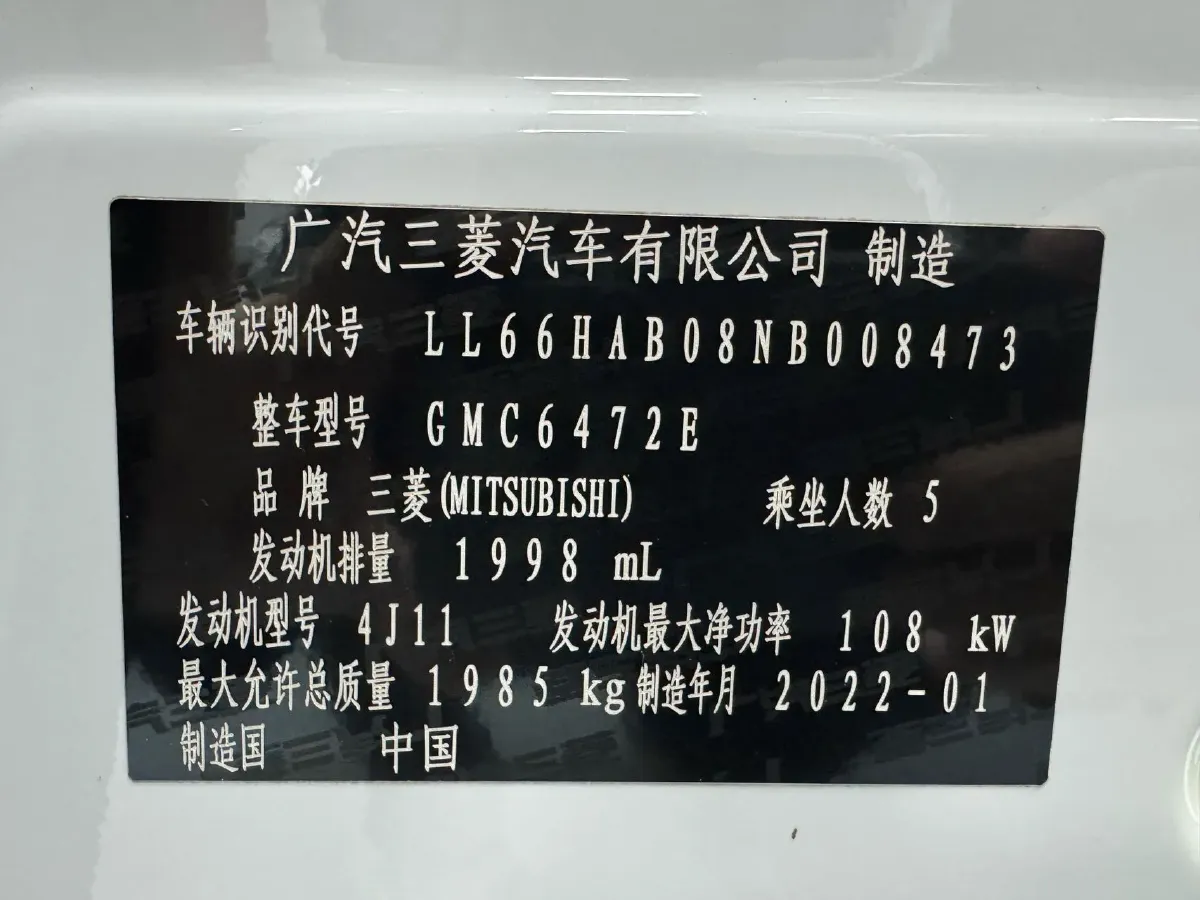 广汽三菱汽车有限公司 制造
车辆识别代号 LL66HAB08NB008473
整车型号 GMC6472E
品牌 三菱(MITSUBISHI) 乘坐人数 5
发动机排量 1998 mL
发动机型号 4J11 发动机最大净功率 108 kW
最大允许总质量 1985 kg 制造年月 2022-01
制造国 中国